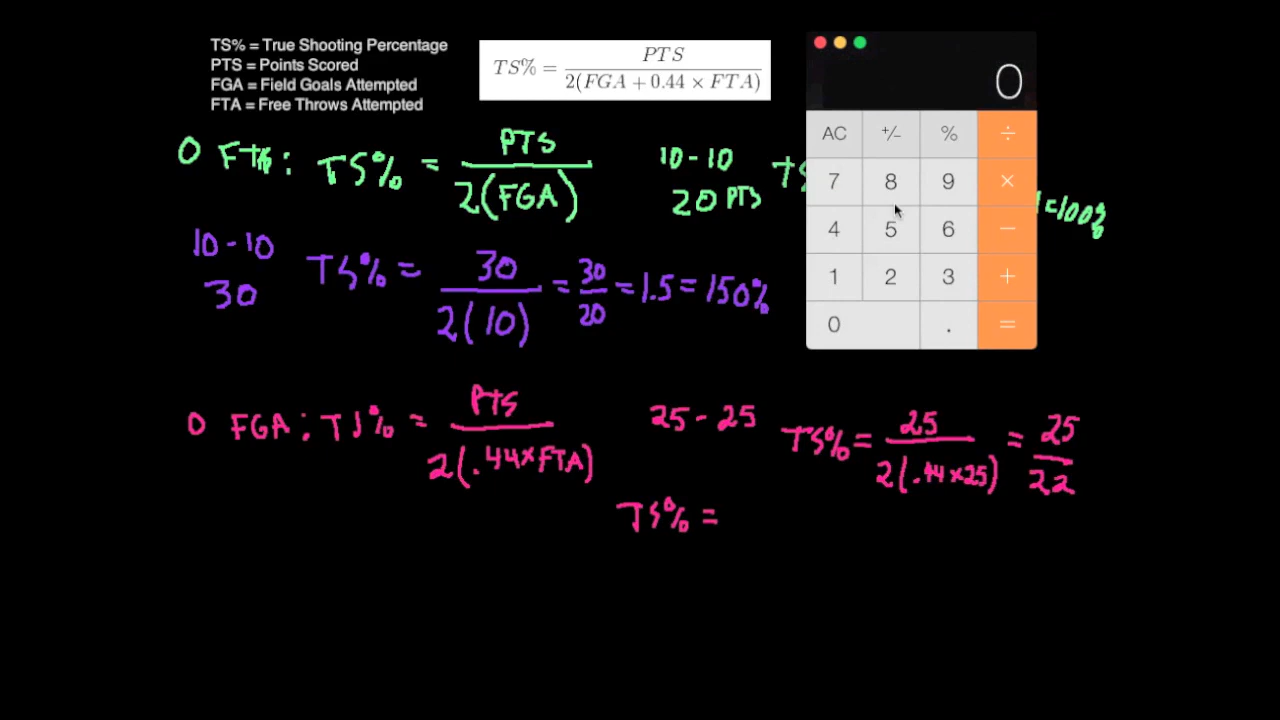 TS% = True Shooting Percentage
PTS = Points Scored
FGA = Field Goals Attempted
FTA = Free Throws Attempted
TS% = PTS / 2(FGA + 0.44 × FTA)
0
AC +/- % ÷
7 8 9 ×
4 5 6 −
1 2 3 +
0 . =
0 FTA: TS% = PTS / 2(FGA)
10-10
20 PTS
TS
1=100%
10-10
30
TS% = 30 / 2(10) = 30/20 = 1.5 = 150%
0 FGA: TS% = PTS / 2(.44×FTA)
25-25
TS% = 25 / 2(.44×25) = 25/22
TS% =